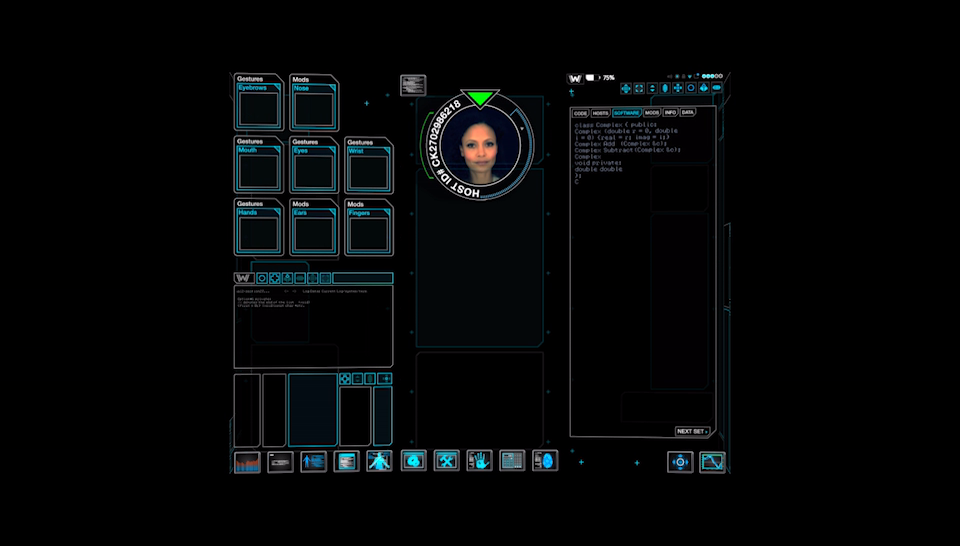 Gestures
Eyebrows
Mods
Nose
Gestures
Mouth
Gestures
Eyes
Gestures
Wrist
Gestures
Hands
Mods
Ears
Mods
Fingers
W
HOST ID# CK2702986218
W
75%
CODE HOSTS SOFTWARE MODS INFO DATA
class Complex { public:
Complex (double r = 0, double
i = 0) {real = r; imag = i;}
Complex Add (Complex &c);
Complex Subtract(Complex &c);
Complex
void private:
double double
};
C
NEXT SET >